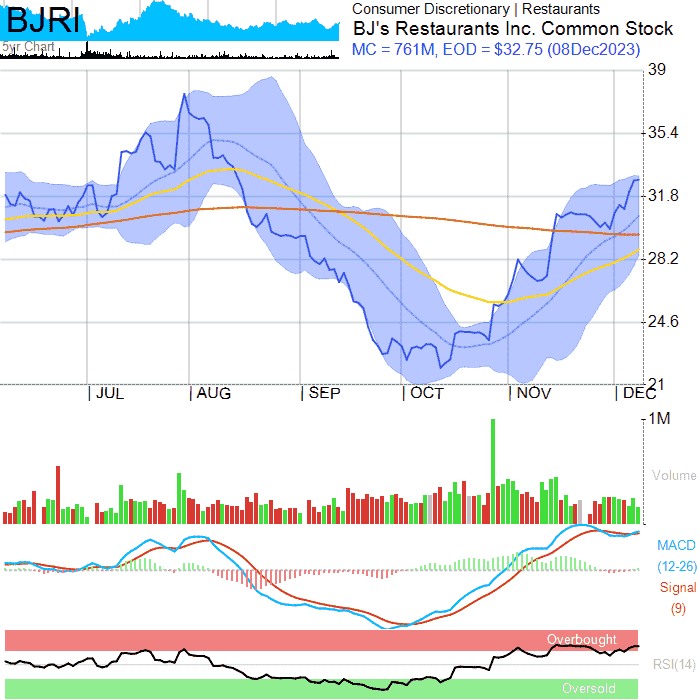 BJRI
5yr Chart
Consumer Discretionary | Restaurants
BJ's Restaurants Inc. Common Stock
MC = 761M, EOD = $32.75 (08Dec2023)
39
35.4
31.8
28.2
24.6
21
| JUL | AUG | SEP | OCT | NOV | DEC
1M
Volume
MACD
(12-26)
Signal
(9)
Overbought
RSI(14)
Oversold